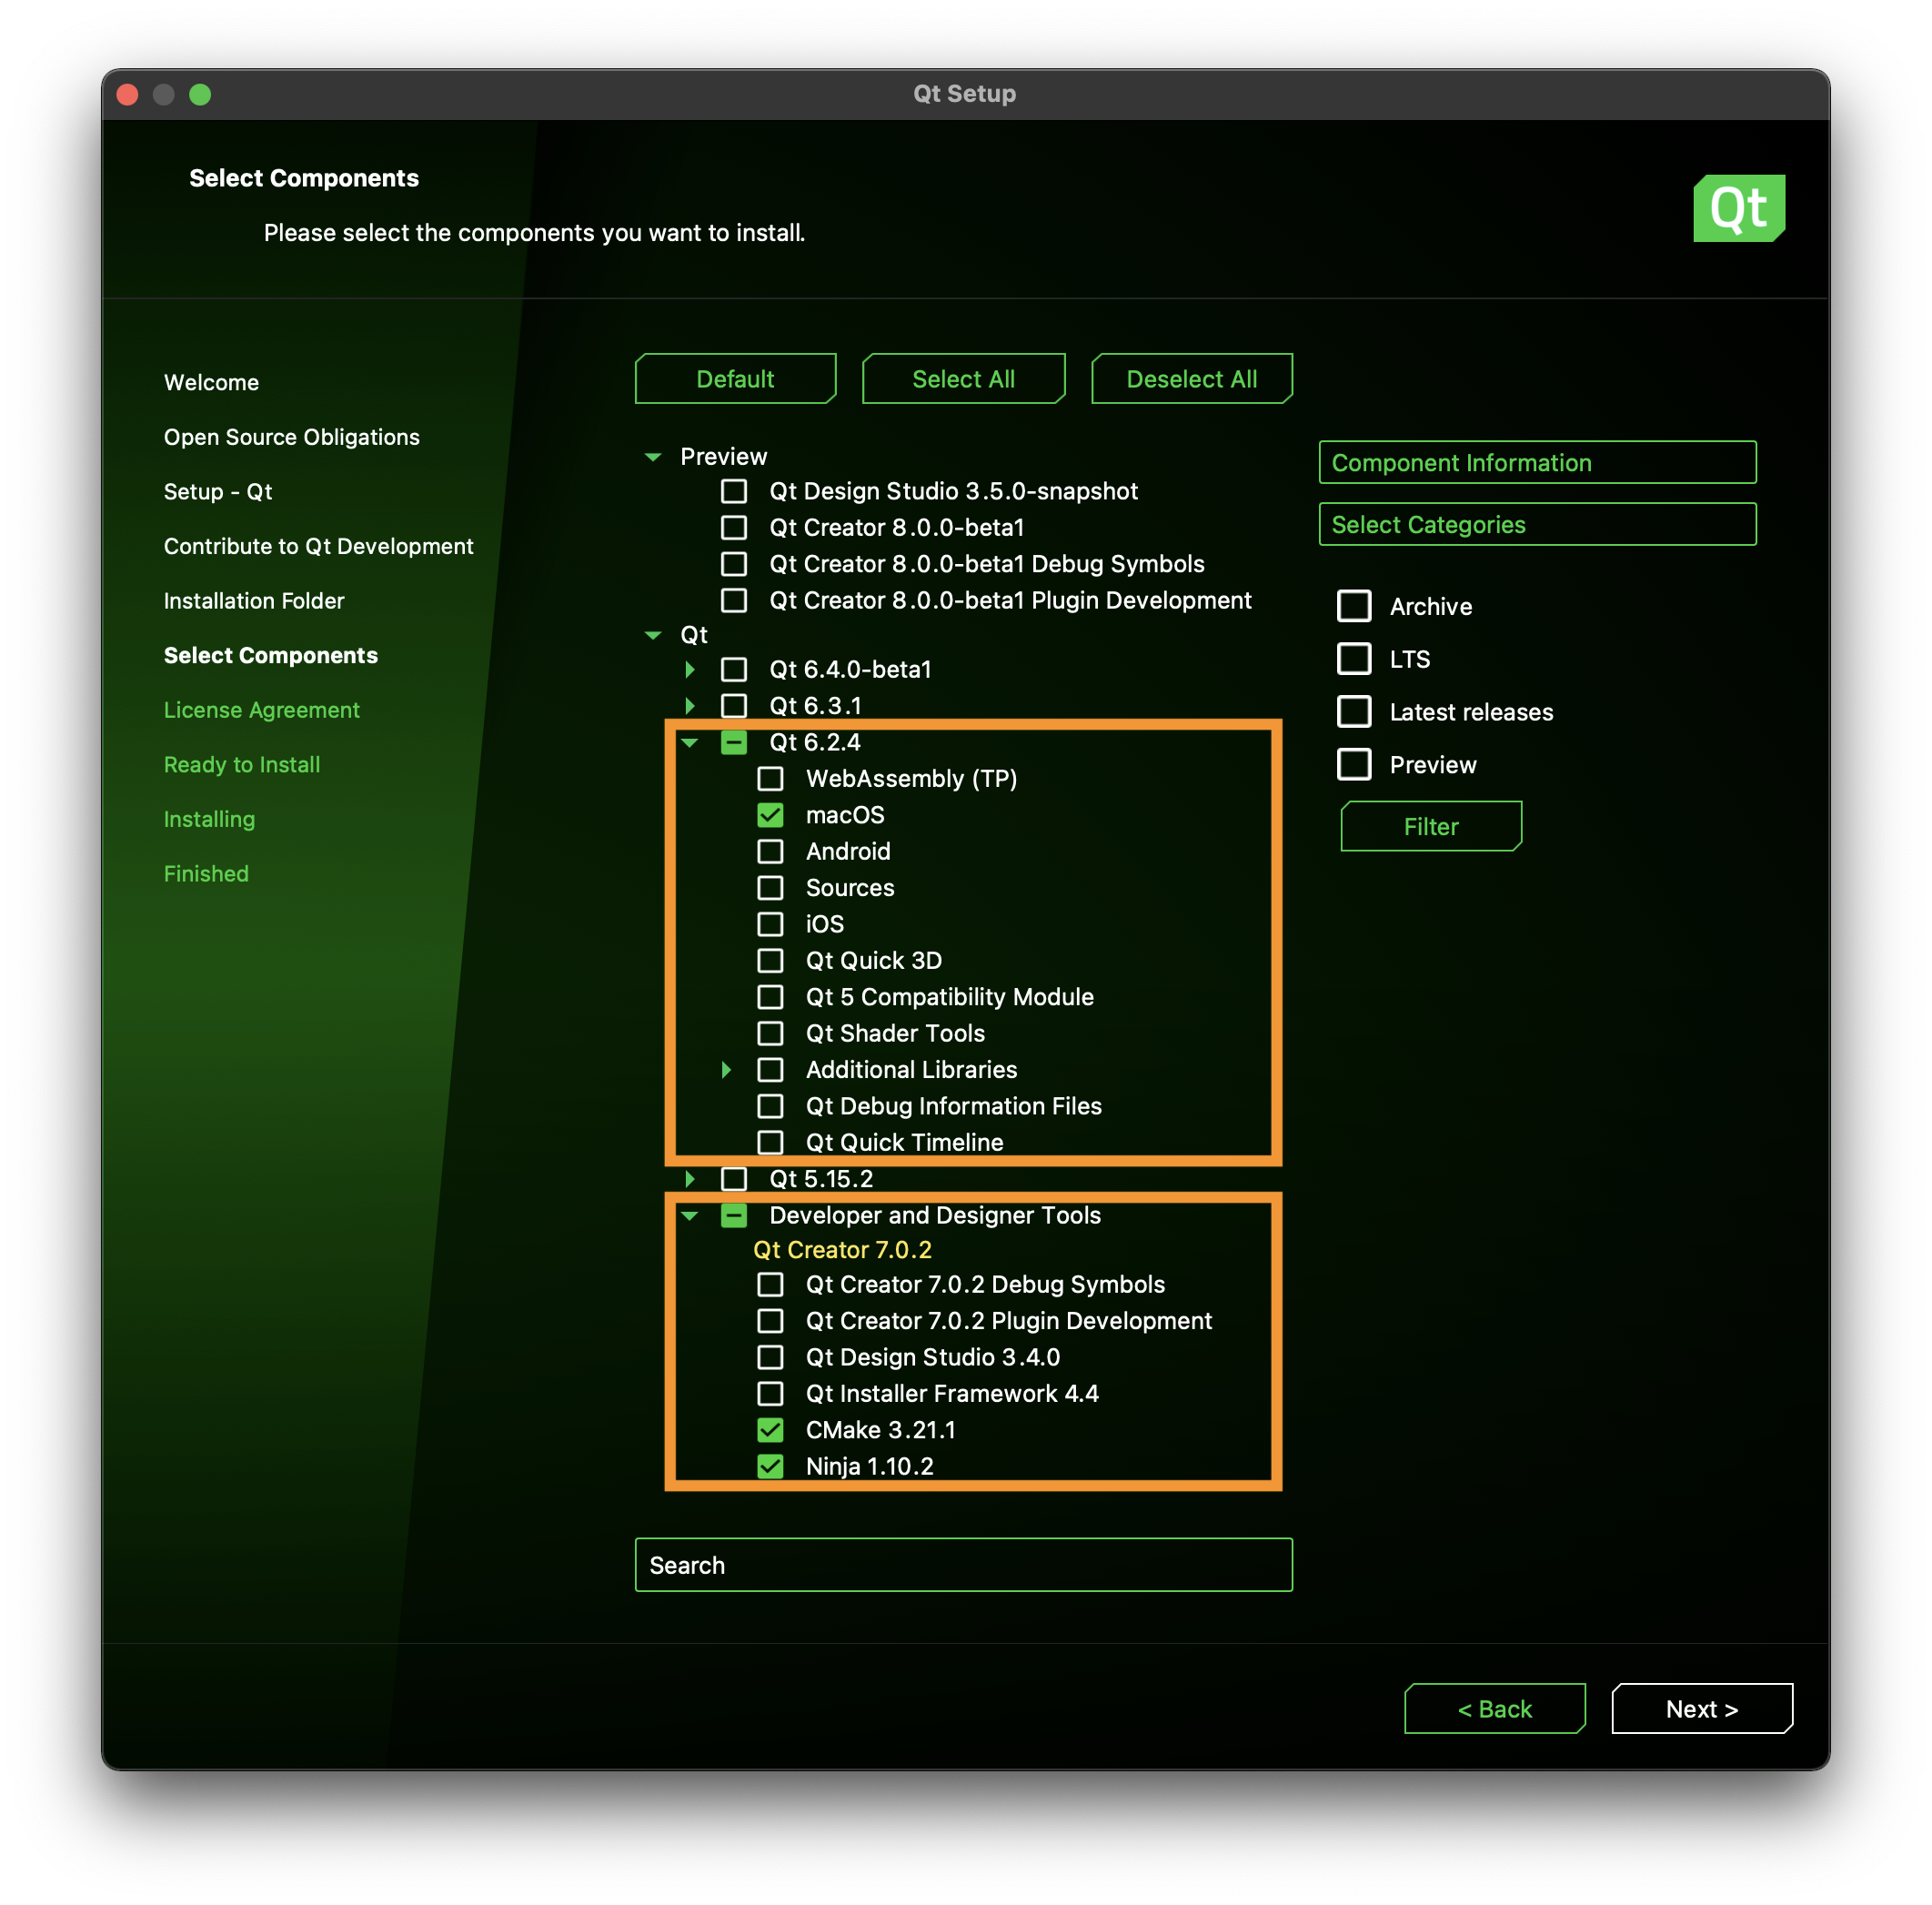 Qt Setup
Select Components
Please select the components you want to install.
Qt
Welcome
Open Source Obligations
Setup - Qt
Contribute to Qt Development
Installation Folder
Select Components
License Agreement
Ready to Install
Installing
Finished
Default
Select All
Deselect All
Preview
Qt Design Studio 3.5.0-snapshot
Qt Creator 8.0.0-beta1
Qt Creator 8.0.0-beta1 Debug Symbols
Qt Creator 8.0.0-beta1 Plugin Development
Qt
Qt 6.4.0-beta1
Qt 6.3.1
Qt 6.2.4
WebAssembly (TP)
macOS
Android
Sources
iOS
Qt Quick 3D
Qt 5 Compatibility Module
Qt Shader Tools
Additional Libraries
Qt Debug Information Files
Qt Quick Timeline
Qt 5.15.2
Developer and Designer Tools
Qt Creator 7.0.2
Qt Creator 7.0.2 Debug Symbols
Qt Creator 7.0.2 Plugin Development
Qt Design Studio 3.4.0
Qt Installer Framework 4.4
CMake 3.21.1
Ninja 1.10.2
Search
Component Information
Select Categories
Archive
LTS
Latest releases
Preview
Filter
< Back
Next >